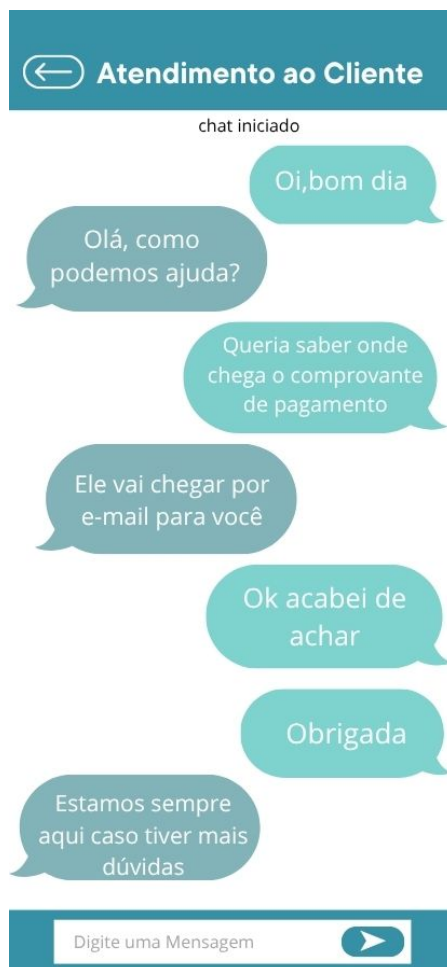 Atendimento ao Cliente
chat iniciado
Oi,bom dia
Olá, como
podemos ajuda?
Queria saber onde
chega o comprovante
de pagamento
Ele vai chegar por
e-mail para você
Ok acabei de
achar
Obrigada
Estamos sempre
aqui caso tiver mais
dúvidas
Digite uma Mensagem